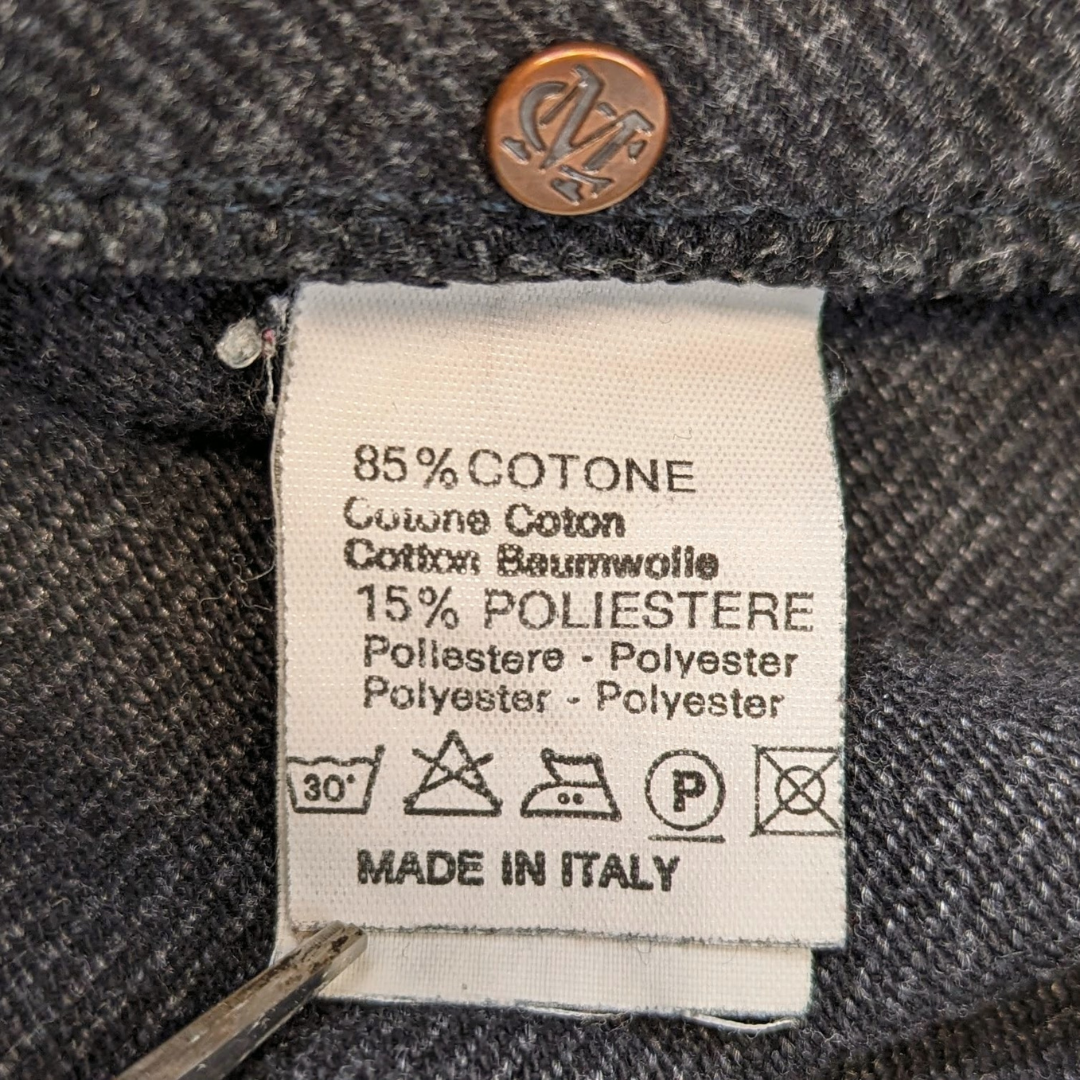 85% COTONE
Cotone Coton
Cotton Baumwolle
15% POLIESTERE
Poliestere - Polyester
Polyester - Polyester
30°
P
MADE IN ITALY